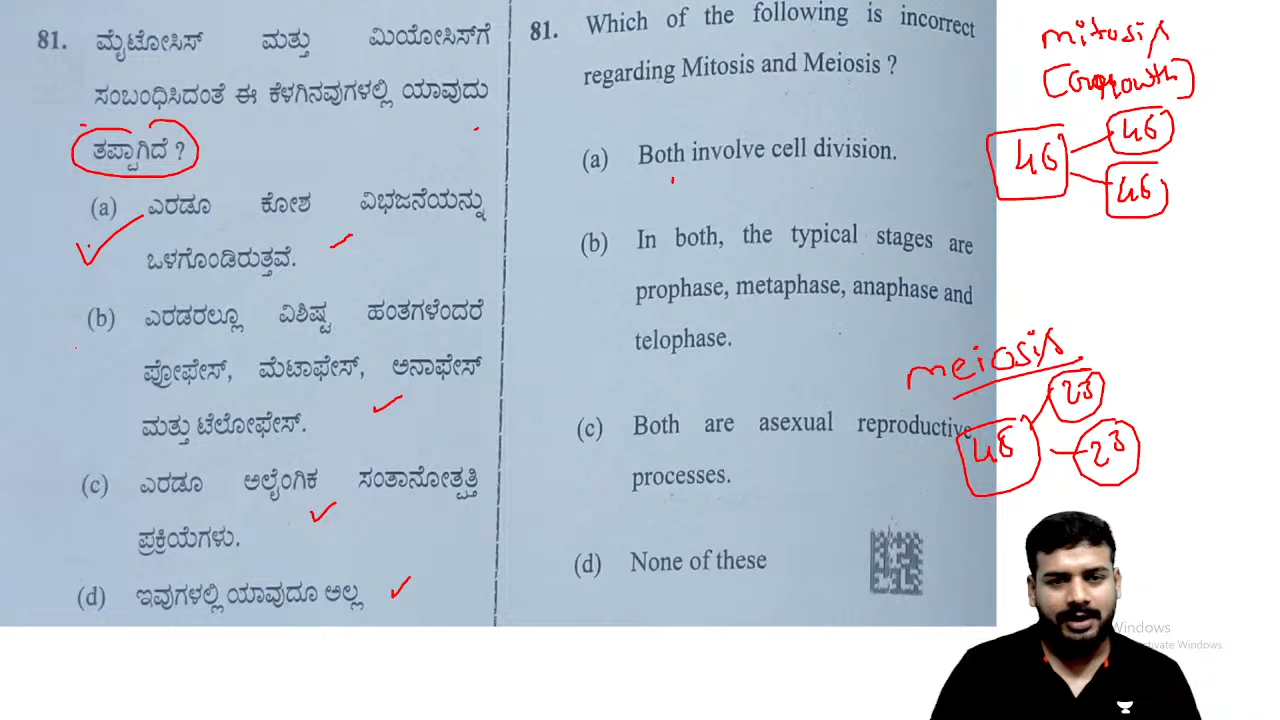 81. ಮೈಟೋಸಿಸ್ ಮತ್ತು ಮಿಯೋಸಿಸ್‌ಗೆ
ಸಂಬಂಧಿಸಿದಂತೆ ಈ ಕೆಳಗಿನವುಗಳಲ್ಲಿ ಯಾವುದು
ತಪ್ಪಾಗಿದೆ ?
(a) ಎರಡೂ ಕೋಶ ವಿಭಜನೆಯನ್ನು
ಒಳಗೊಂಡಿರುತ್ತವೆ.
(b) ಎರಡರಲ್ಲೂ ವಿಶಿಷ್ಟ ಹಂತಗಳೆಂದರೆ
ಪ್ರೋಫೇಸ್, ಮೆಟಾಫೇಸ್, ಅನಾಫೇಸ್
ಮತ್ತು ಟೆಲೋಫೇಸ್.
(c) ಎರಡೂ ಅಲೈಂಗಿಕ ಸಂತಾನೋತ್ಪತ್ತಿ
ಪ್ರಕ್ರಿಯೆಗಳು.
(d) ಇವುಗಳಲ್ಲಿ ಯಾವುದೂ ಅಲ್ಲ
81. Which of the following is incorrect
regarding Mitosis and Meiosis ?
(a) Both involve cell division.
(b) In both, the typical stages are
prophase, metaphase, anaphase and
telophase.
(c) Both are asexual reproductive
processes.
(d) None of these
mitosis
46
46
46
meiosis
23
46
23
Windows
Activate Windows.